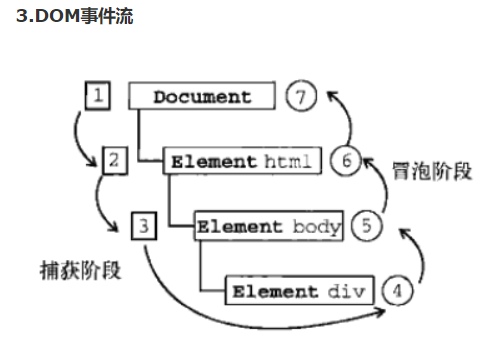 3.DOM事件流
1 Document 7
2 Element html 6
冒泡阶段
3 Element body 5
捕获阶段
Element div 4